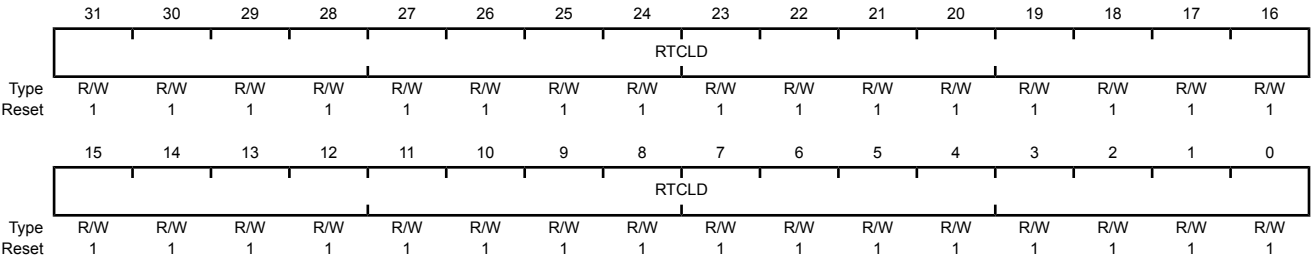 31 30 29 28 27 26 25 24 23 22 21 20 19 18 17 16
RTCLD
Type R/W R/W R/W R/W R/W R/W R/W R/W R/W R/W R/W R/W R/W R/W R/W R/W
Reset 1 1 1 1 1 1 1 1 1 1 1 1 1 1 1 1
15 14 13 12 11 10 9 8 7 6 5 4 3 2 1 0
RTCLD
Type R/W R/W R/W R/W R/W R/W R/W R/W R/W R/W R/W R/W R/W R/W R/W R/W
Reset 1 1 1 1 1 1 1 1 1 1 1 1 1 1 1 1